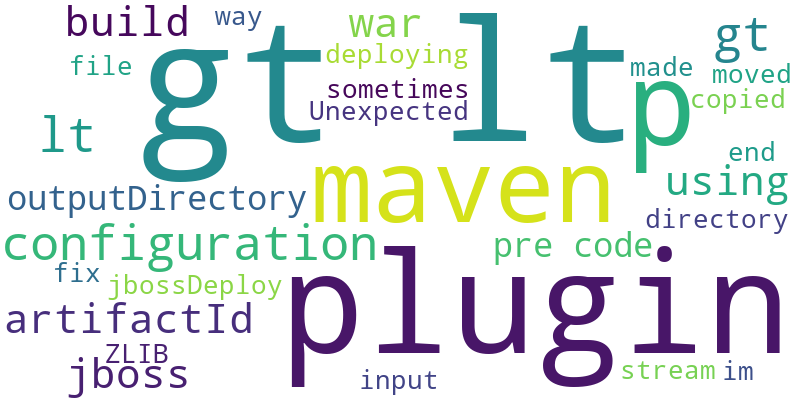 build
way
war
gt
file
deploying
made
moved
gt lt
p
sometimes
copied
Unexpected
lt
end
maven
using
outputDirectory
directory
configuration
pre code
fix
jbossDeploy
plugin
artifactId
ZLIB
jboss
input
stream
im